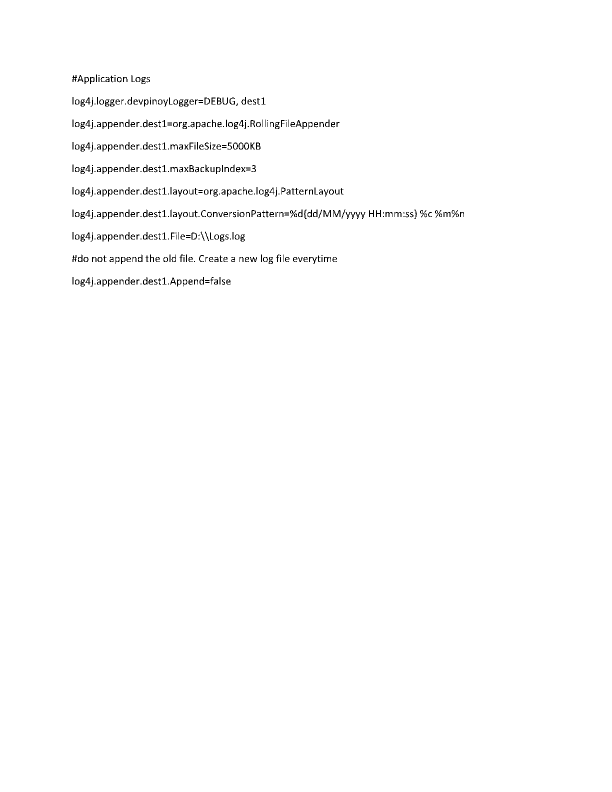 #Application Logs
log4j.logger.devpinoyLogger=DEBUG, dest1
log4j.appender.dest1=org.apache.log4j.RollingFileAppender
log4j.appender.dest1.maxFileSize=5000KB
log4j.appender.dest1.maxBackupIndex=3
log4j.appender.dest1.layout=org.apache.log4j.PatternLayout
log4j.appender.dest1.layout.ConversionPattern=%d{dd/MM/yyyy HH:mm:ss} %c %m%n
log4j.appender.dest1.File=D:\\Logs.log
#do not append the old file. Create a new log file everytime
log4j.appender.dest1.Append=false